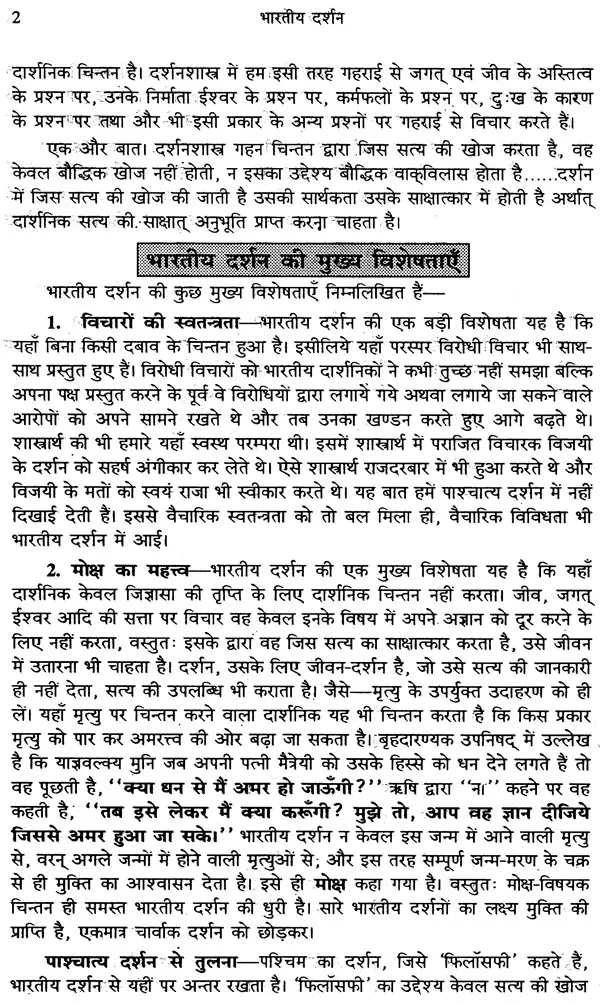 2
भारतीय दर्शन
दार्शनिक चिन्तन है। दर्शनशास्त्र में हम इसी तरह गहराई से जगत् एवं जीव के अस्तित्व
के प्रश्न पर, उनके निर्माता ईश्वर के प्रश्न पर, कर्मफलों के प्रश्न पर, दुःख के कारण
के प्रश्न पर तथा और भी इसी प्रकार के अन्य प्रश्नों पर गहराई से विचार करते हैं।
एक और बात। दर्शनशास्त्र गहन चिन्तन द्वारा जिस सत्य की खोज करता है, वह
केवल बौद्धिक खोज नहीं होती, न इसका उद्देश्य बौद्धिक वाक्‌विलास होता है......दर्शन
में जिस सत्य की खोज की जाती है उसकी सार्थकता उसके साक्षात्कार में होती है अर्थात्
दार्शनिक सत्य की साक्षात् अनुभूति प्राप्त करना चाहता है।
भारतीय दर्शन की मुख्य विशेषताएँ
भारतीय दर्शन की कुछ मुख्य विशेषताएँ निम्नलिखित हैं—
1. विचारों की स्वतन्त्रता—भारतीय दर्शन की एक बड़ी विशेषता यह है कि
यहाँ बिना किसी दबाव के चिन्तन हुआ है। इसीलिये यहाँ परस्पर विरोधी विचार भी साथ-
साथ प्रस्तुत हुए हैं। विरोधी विचारों को भारतीय दार्शनिकों ने कभी तुच्छ नहीं समझा बल्कि
अपना पक्ष प्रस्तुत करने के पूर्व वे विरोधियों द्वारा लगाये गये अथवा लगाये जा सकने वाले
आरोपों को अपने सामने रखते थे और तब उनका खण्डन करते हुए आगे बढ़ते थे।
शास्त्रार्थ की भी हमारे यहाँ स्वस्थ परम्परा थी। इसमें शास्त्रार्थ में पराजित विचारक विजयी
के दर्शन को सहर्ष अंगीकार कर लेते थे। ऐसे शास्त्रार्थ राजदरबार में भी हुआ करते थे और
विजयी के मतों को स्वयं राजा भी स्वीकार करते थे। यह बात हमें पाश्चात्य दर्शन में नहीं
दिखाई देती हैं। इससे वैचारिक स्वतन्त्रता को तो बल मिला ही, वैचारिक विविधता भी
भारतीय दर्शन में आई।
2. मोक्ष का महत्त्व—भारतीय दर्शन की एक मुख्य विशेषता यह है कि यहाँ
दार्शनिक केवल जिज्ञासा की तृप्ति के लिए दार्शनिक चिन्तन नहीं करता। जीव, जगत्
ईश्वर आदि की सत्ता पर विचार वह केवल इनके विषय में अपने अज्ञान को दूर करने के
लिए नहीं करता, वस्तुतः इसके द्वारा वह जिस सत्य का साक्षात्कार करता है, उसे जीवन
में उतारना भी चाहता है। दर्शन, उसके लिए जीवन-दर्शन है, जो उसे सत्य की जानकारी
ही नहीं देता, सत्य की उपलब्धि भी कराता है। जैसे—मृत्यु के उपर्युक्त उदाहरण को ही
लें। यहाँ मृत्यु पर चिन्तन करने वाला दार्शनिक यह भी चिन्तन करता है कि किस प्रकार
मृत्यु को पार कर अमरत्त्व की ओर बढ़ा जा सकता है। बृहदारण्यक उपनिषद् में उल्लेख
है कि याज्ञवल्क्य मुनि जब अपनी पत्नी मैत्रेयी को उसके हिस्से को धन देने लगते हैं तो
वह पूछती है, “क्या धन से मैं अमर हो जाऊँगी?” ऋषि द्वारा “न।” कहने पर वह
कहती है, “तब इसे लेकर मैं क्या करूँगी? मुझे तो, आप वह ज्ञान दीजिये
जिससे अमर हुआ जा सके।” भारतीय दर्शन न केवल इस जन्म में आने वाली मृत्यु
से, वरन् अगले जन्मों में होने वाली मृत्युओं से; और इस तरह सम्पूर्ण जन्म-मरण के चक्र
से ही मुक्ति का आश्वासन देता है। इसे ही मोक्ष कहा गया है। वस्तुतः मोक्ष-विषयक
चिन्तन ही समस्त भारतीय दर्शन की धुरी है। सारे भारतीय दर्शनों का लक्ष्य मुक्ति की
प्राप्ति है, एकमात्र चार्वाक दर्शन को छोड़कर।
पाश्चात्य दर्शन से तुलना—पश्चिम का दर्शन, जिसे ‘फिलॉसफी’ कहते हैं,
भारतीय दर्शन से यहीं पर अन्तर रखता है। ‘फिलॉसफी’ का उद्देश्य केवल सत्य की खोज